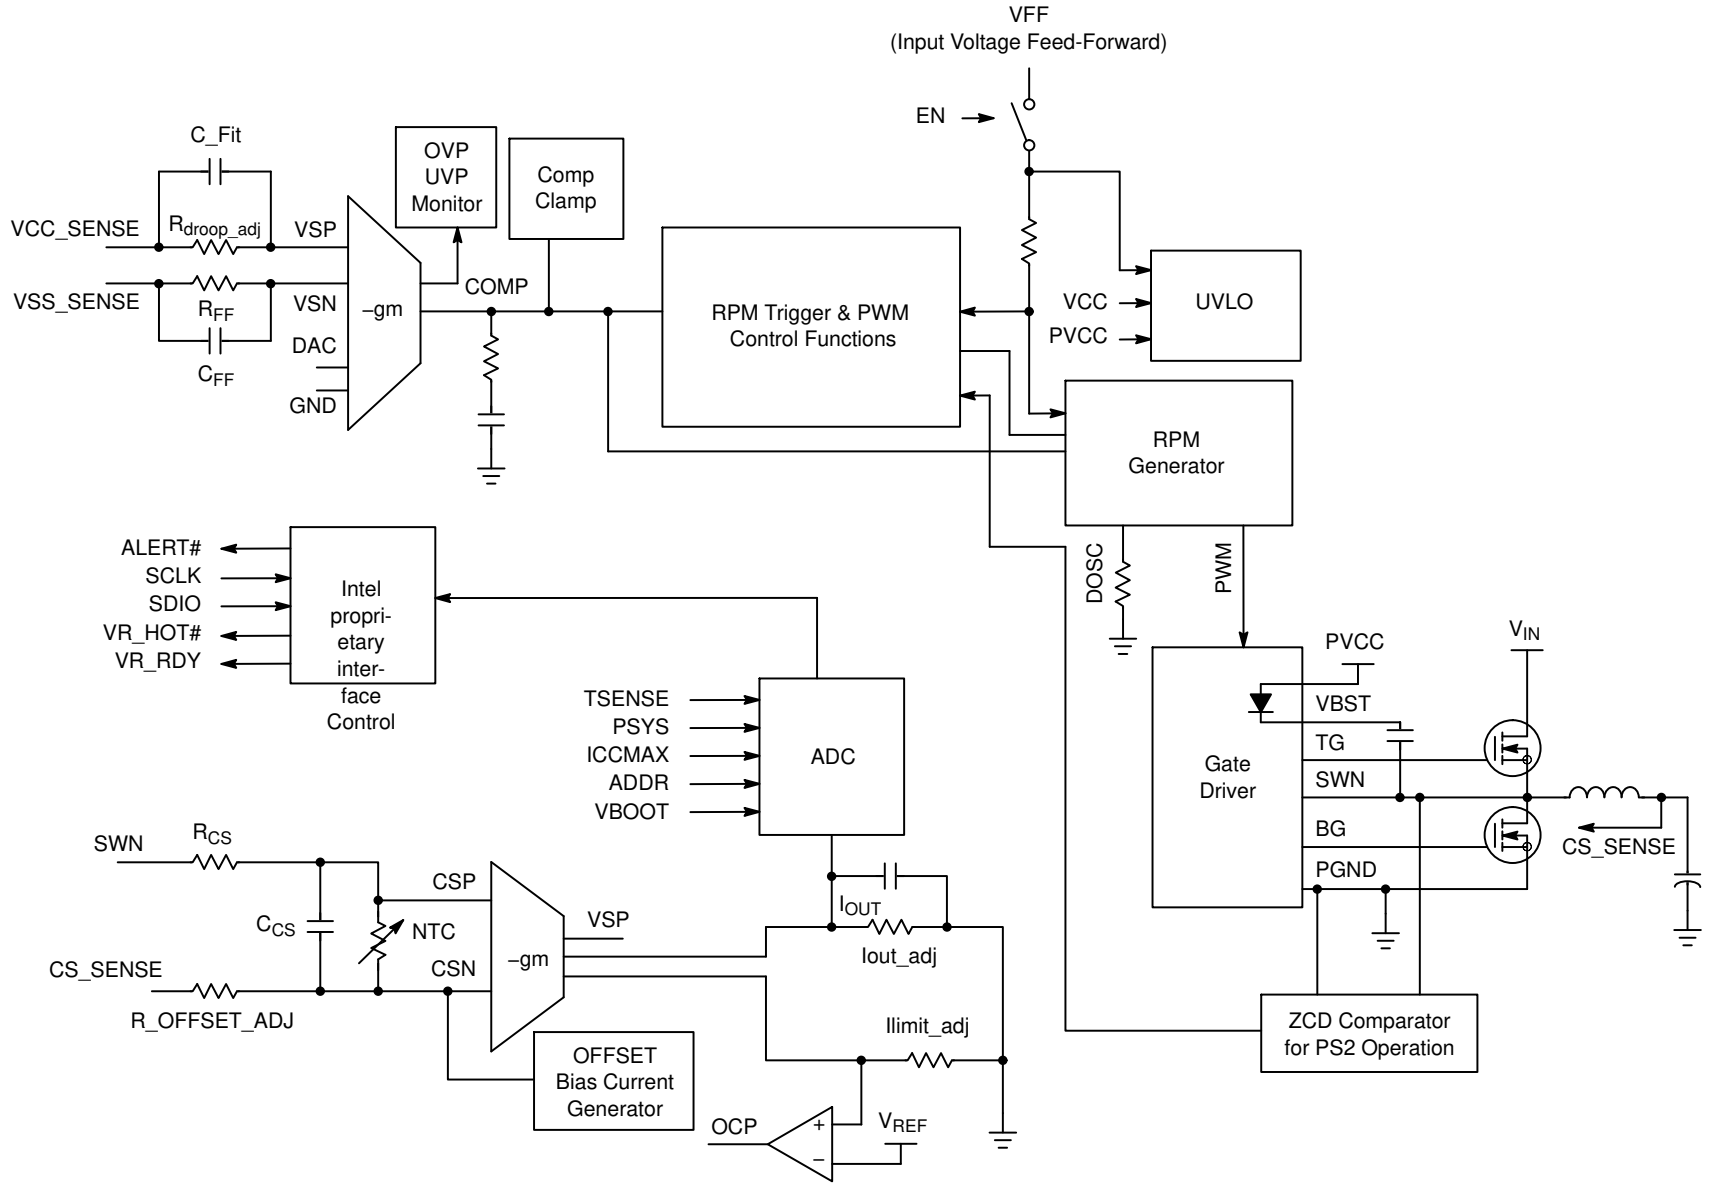 VFF
(Input Voltage Feed-Forward)
EN
C_Fit
OVP
UVP
Monitor
Comp
Clamp
VCC_SENSE
Rdroop_adj
VSP
VSS_SENSE
RFF
VSN
CFF
DAC
GND
–gm
COMP
RPM Trigger & PWM
Control Functions
VCC
PVCC
UVLO
RPM
Generator
DOSC
PWM
ALERT#
SCLK
SDIO
VR_HOT#
VR_RDY
Intel
propri-
etary
inter-
face
Control
TSENSE
PSYS
ICCMAX
ADDR
VBOOT
ADC
Gate
Driver
PVCC
VBST
TG
SWN
BG
PGND
VIN
CS_SENSE
SWN
RCS
CCS
NTC
CSP
CSN
CS_SENSE
R_OFFSET_ADJ
–gm
VSP
IOUT
Iout_adj
Ilimit_adj
OFFSET
Bias Current
Generator
OCP
+
–
VREF
ZCD Comparator
for PS2 Operation